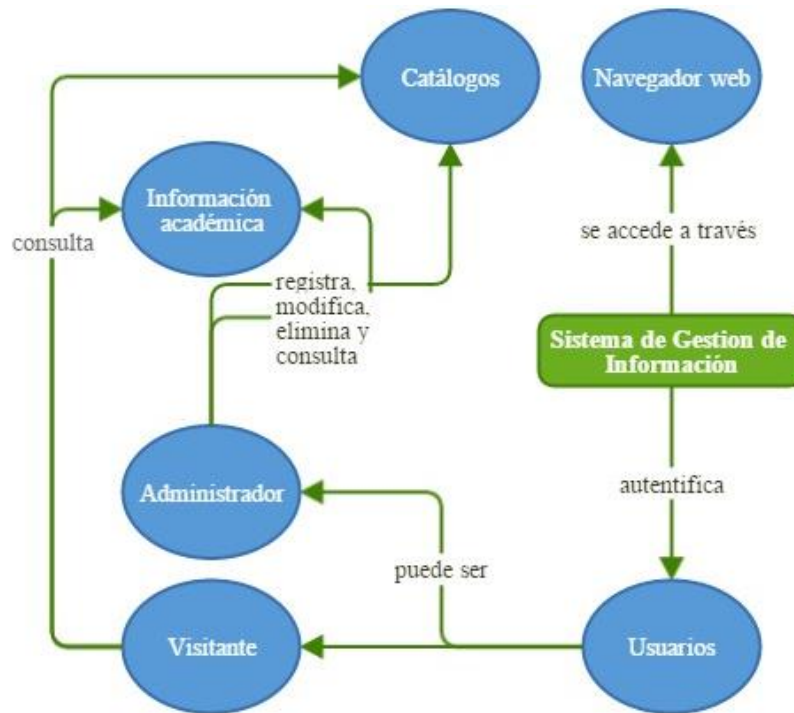 Catálogos
Navegador web
Información
académica
consulta
se accede a través
registra,
modifica,
elimina y
consulta
Sistema de Gestion de
Información
Administrador
autentifica
puede ser
Visitante
Usuarios